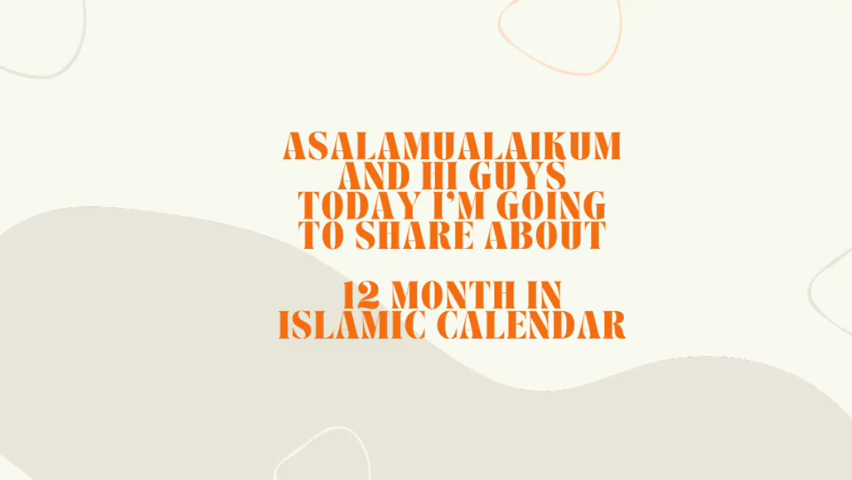 ASALAMUALAIKUM
AND HI GUYS
TODAY I'M GOING
TO SHARE ABOUT
12 MONTH IN
ISLAMIC CALENDAR